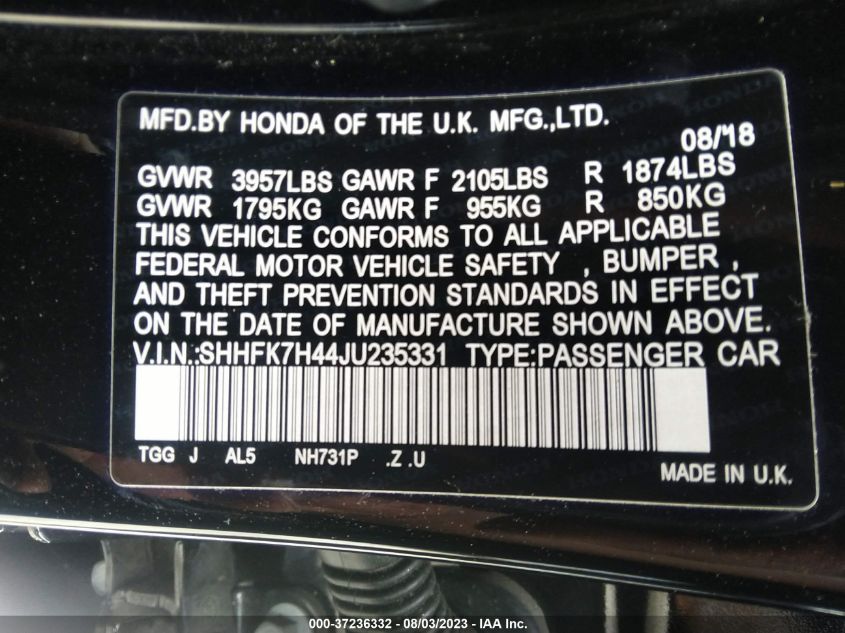 MFD.BY HONDA OF THE U.K. MFG.,LTD.
08/18
GVWR 3957LBS GAWR F 2105LBS R 1874LBS
GVWR 1795KG GAWR F 955KG R 850KG
THIS VEHICLE CONFORMS TO ALL APPLICABLE
FEDERAL MOTOR VEHICLE SAFETY , BUMPER ,
AND THEFT PREVENTION STANDARDS IN EFFECT
ON THE DATE OF MANUFACTURE SHOWN ABOVE.
V.I.N.:SHHFK7H44JU235331 TYPE:PASSENGER CAR
TGG J AL5 NH731P .Z .U
MADE IN U.K.
000-37236332 - 08/03/2023 - IAA Inc.